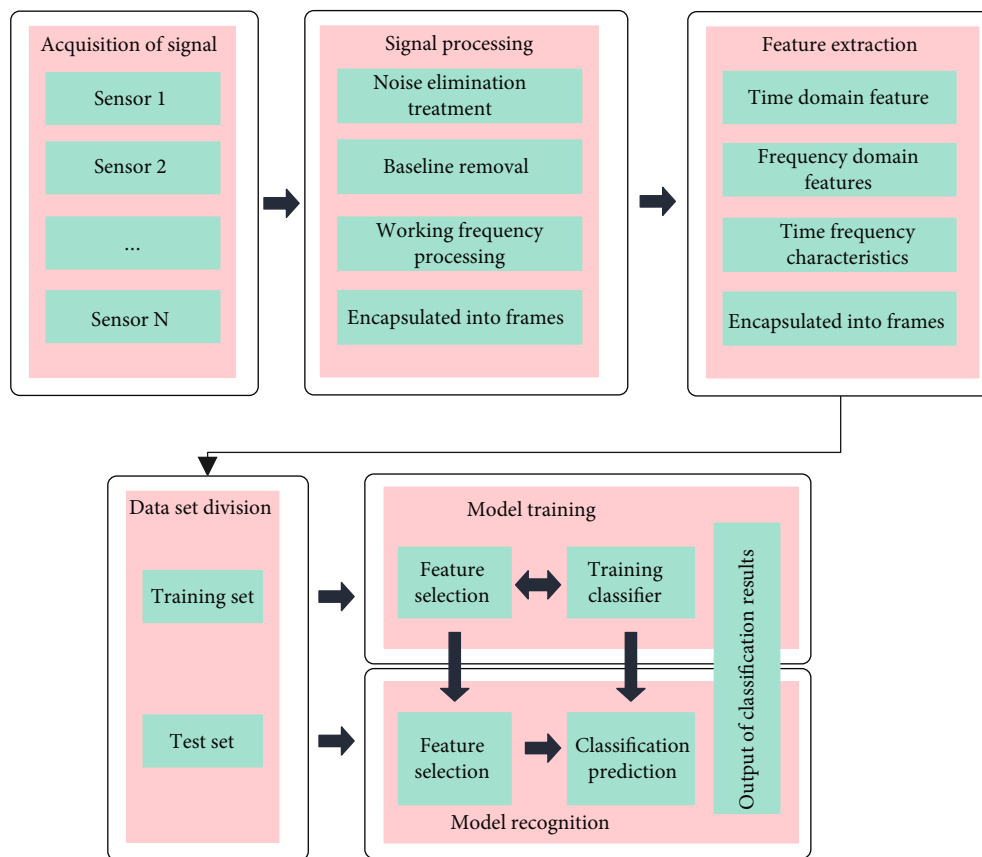 Acquisition of signal
Sensor 1
Sensor 2
...
Sensor N
Signal processing
Noise elimination
treatment
Baseline removal
Working frequency
processing
Encapsulated into frames
Feature extraction
Time domain feature
Frequency domain
features
Time frequency
characteristics
Encapsulated into frames
Data set division
Training set
Test set
Model training
Feature
selection
Training
classifier
Feature
selection
Classification
prediction
Model recognition
Output of classification results